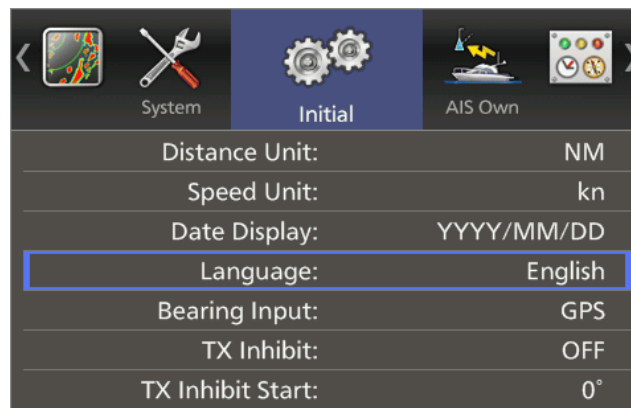 System
Initial
AIS Own
Distance Unit: NM
Speed Unit: kn
Date Display: YYYY/MM/DD
Language: English
Bearing Input: GPS
TX Inhibit: OFF
TX Inhibit Start: 0°